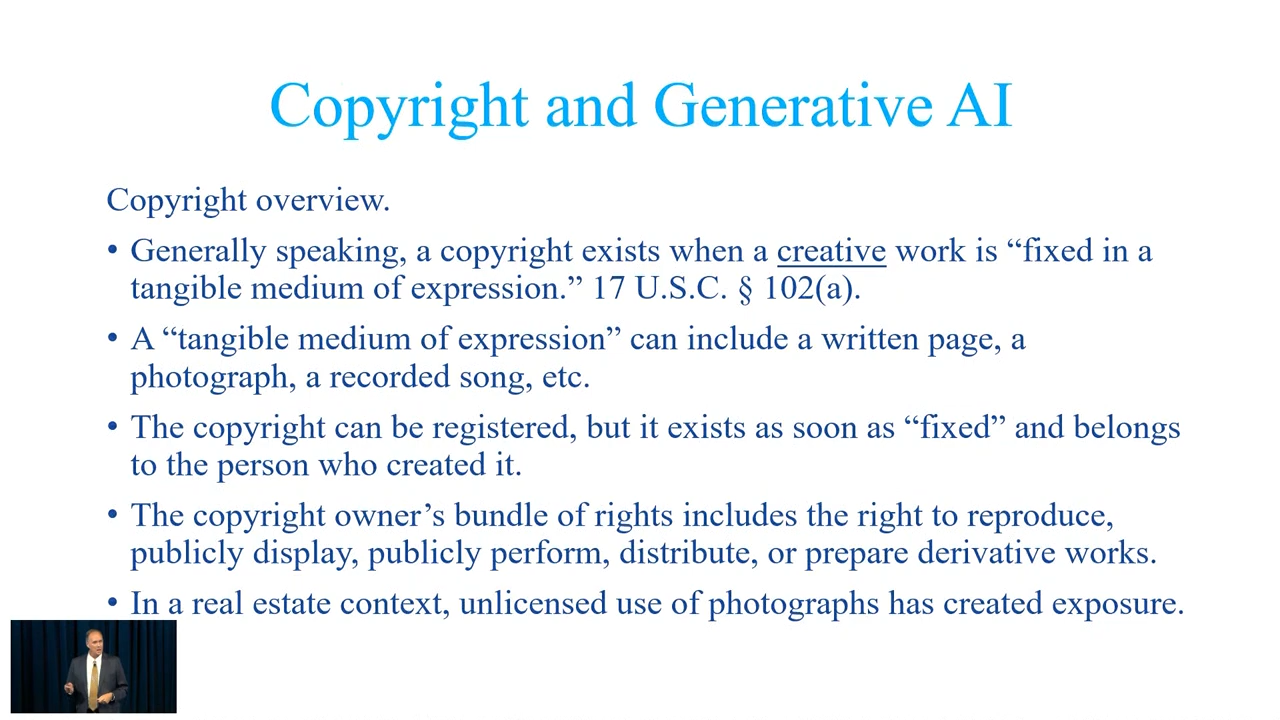 Copyright and Generative AI
Copyright overview.
• Generally speaking, a copyright exists when a creative work is “fixed in a
tangible medium of expression.” 17 U.S.C. § 102(a).
• A “tangible medium of expression” can include a written page, a
photograph, a recorded song, etc.
• The copyright can be registered, but it exists as soon as “fixed” and belongs
to the person who created it.
• The copyright owner’s bundle of rights includes the right to reproduce,
publicly display, publicly perform, distribute, or prepare derivative works.
• In a real estate context, unlicensed use of photographs has created exposure.